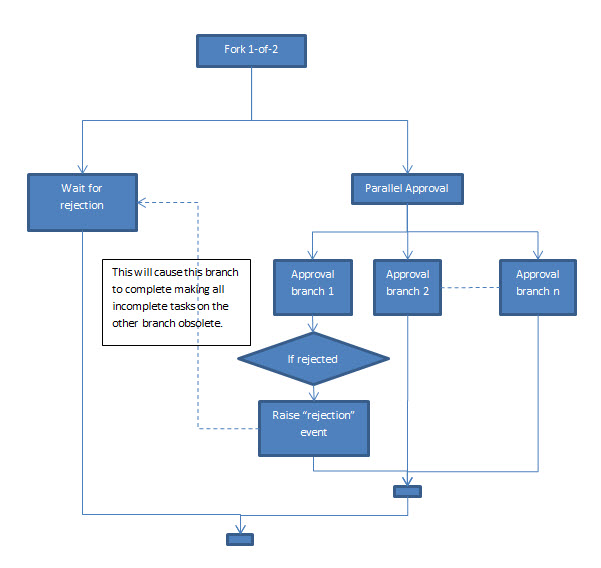 Fork 1-of-2
Wait for
rejection
Parallel Approval
This will cause this branch
to complete making all
incomplete tasks on the
other branch obsolete.
Approval
branch 1
Approval
branch 2
Approval
branch n
If rejected
Raise “rejection”
event